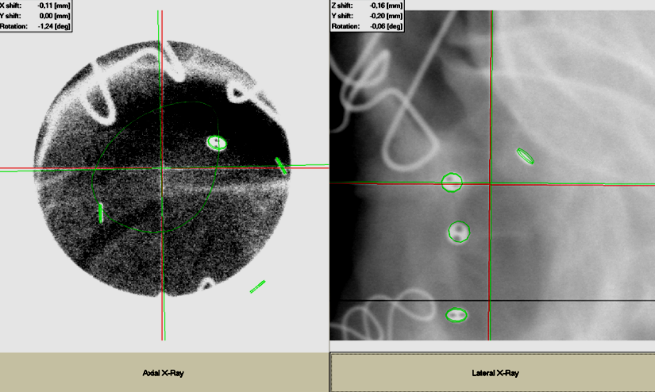 X shift: -0,11 [mm]
Y shift: 0,00 [mm]
Rotation: -1,24 [deg]
Z shift: -0,16 [mm]
Y shift: -0,20 [mm]
Rotation: -0,06 [deg]
Axial X-Ray
Lateral X-Ray